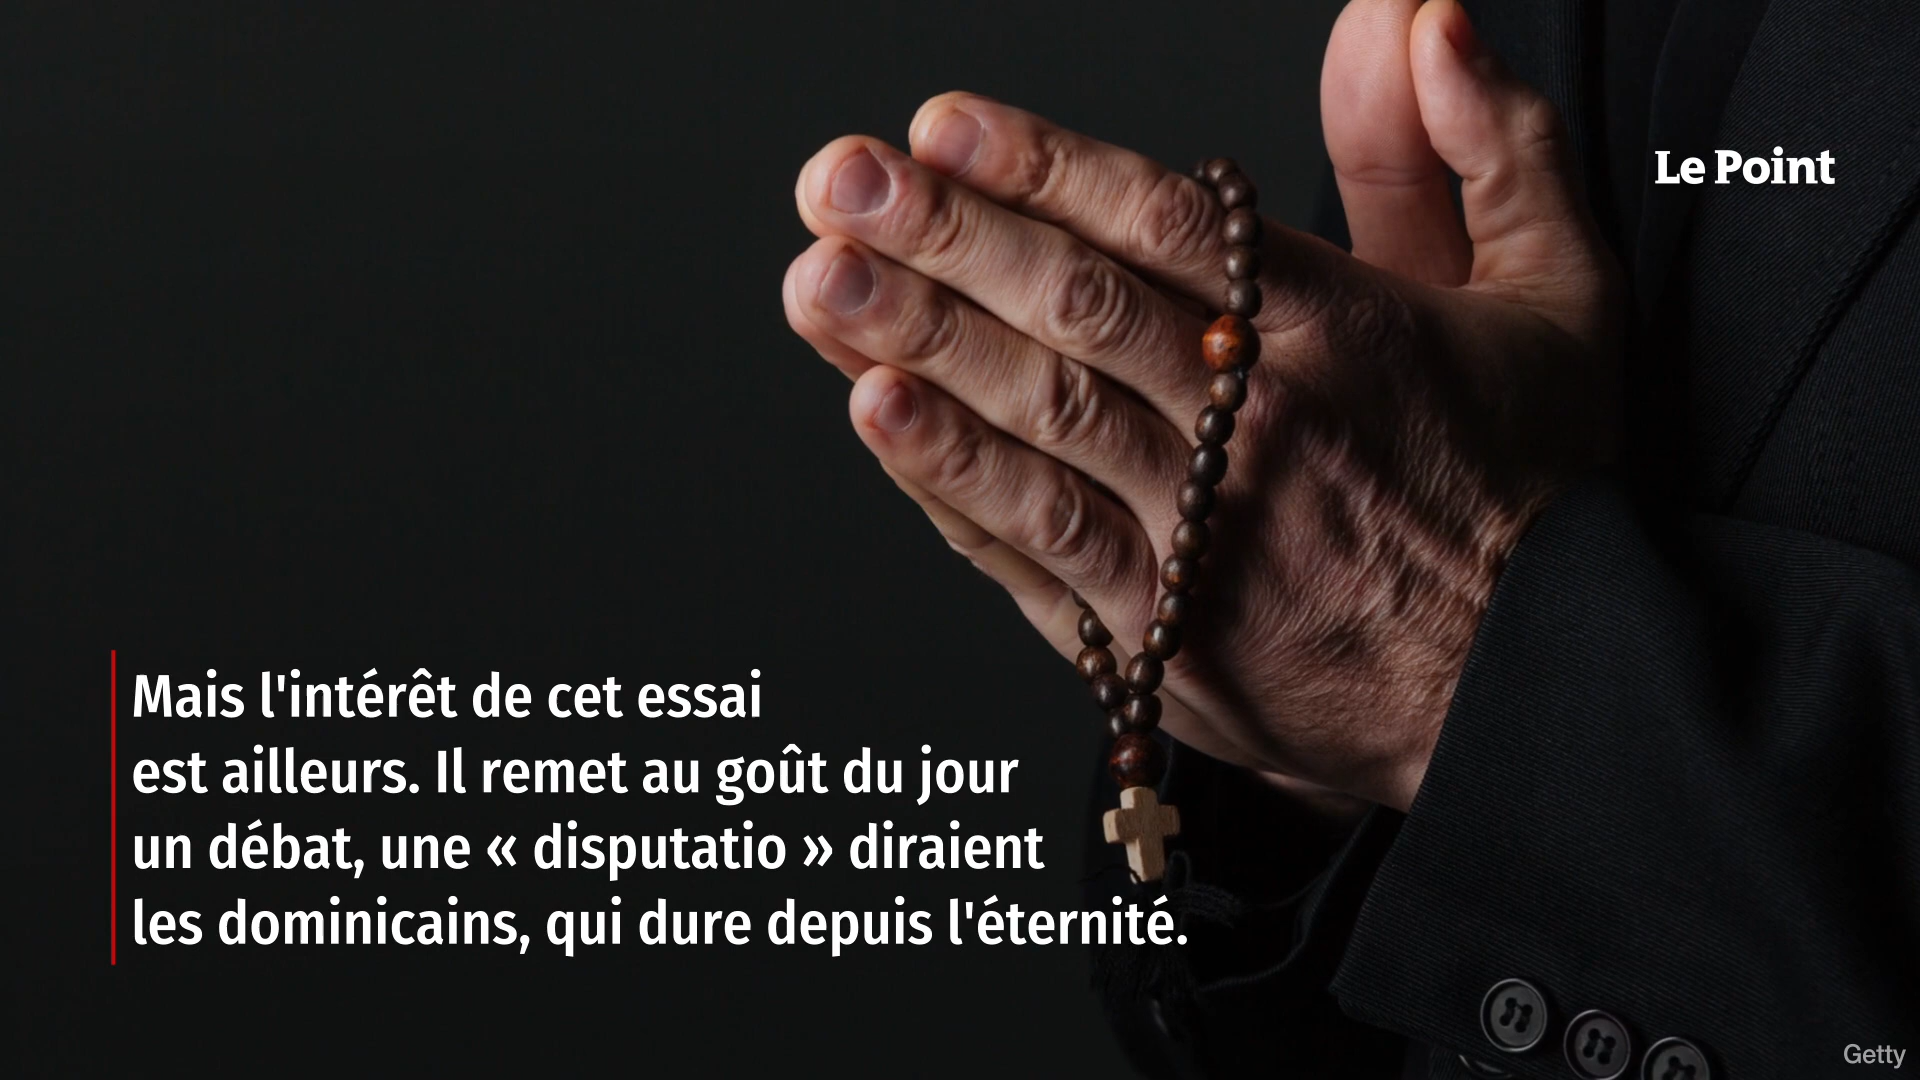 Le Point
Mais l'intérêt de cet essai
est ailleurs. Il remet au goût du jour
un débat, une « disputatio » diraient
les dominicains, qui dure depuis l'éternité.
Getty